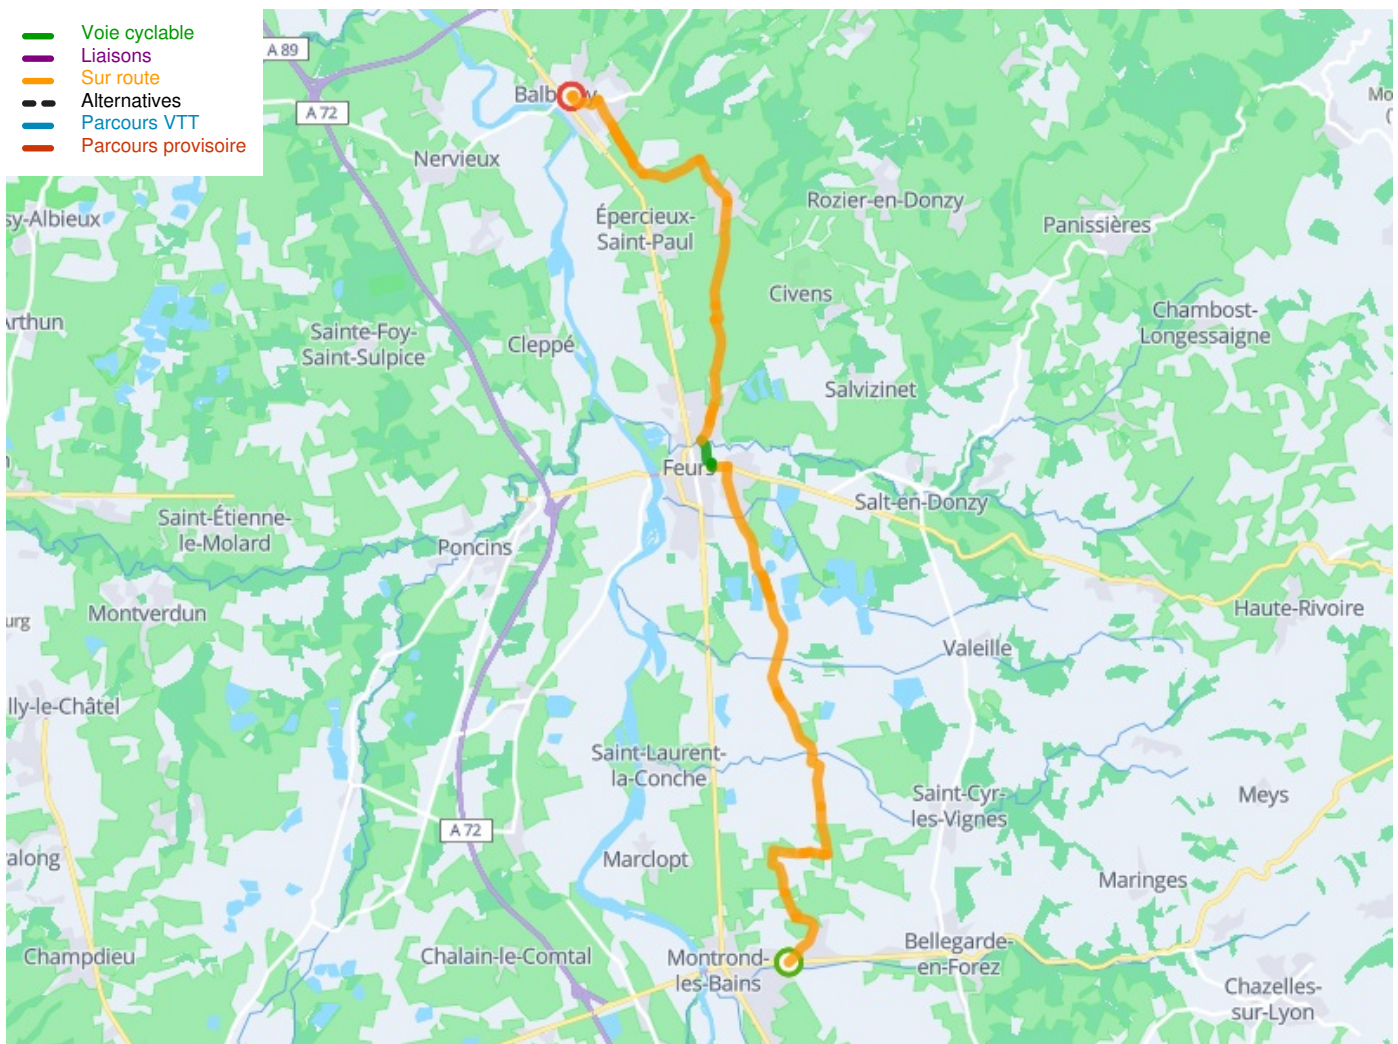 Voie cyclable
Liaisons
Sur route
Alternatives
Parcours VTT
Parcours provisoire
A 89
A 72
Nervieux
sy-Albieux
Épercieux-
Saint-Paul
Rozier-en-Donzy
Panissières
Civens
Chambost-
Longessaigne
Arthun
Sainte-Foy-
Saint-Sulpice
Cleppé
Salvizinet
Feurs
Salt-en-Donzy
Saint-Étienne-
le-Molard
Poncins
Montverdun
urg
Haute-Rivoire
Valeille
lly-le-Châtel
Saint-Laurent-
la-Conche
Saint-Cyr-
les-Vignes
Meys
A 72
Marclopt
along
Maringes
Champdieu
Chalain-le-Comtal
Montrond-
les-Bains
Bellegarde-
en-Forez
Chazelles-
sur-Lyon